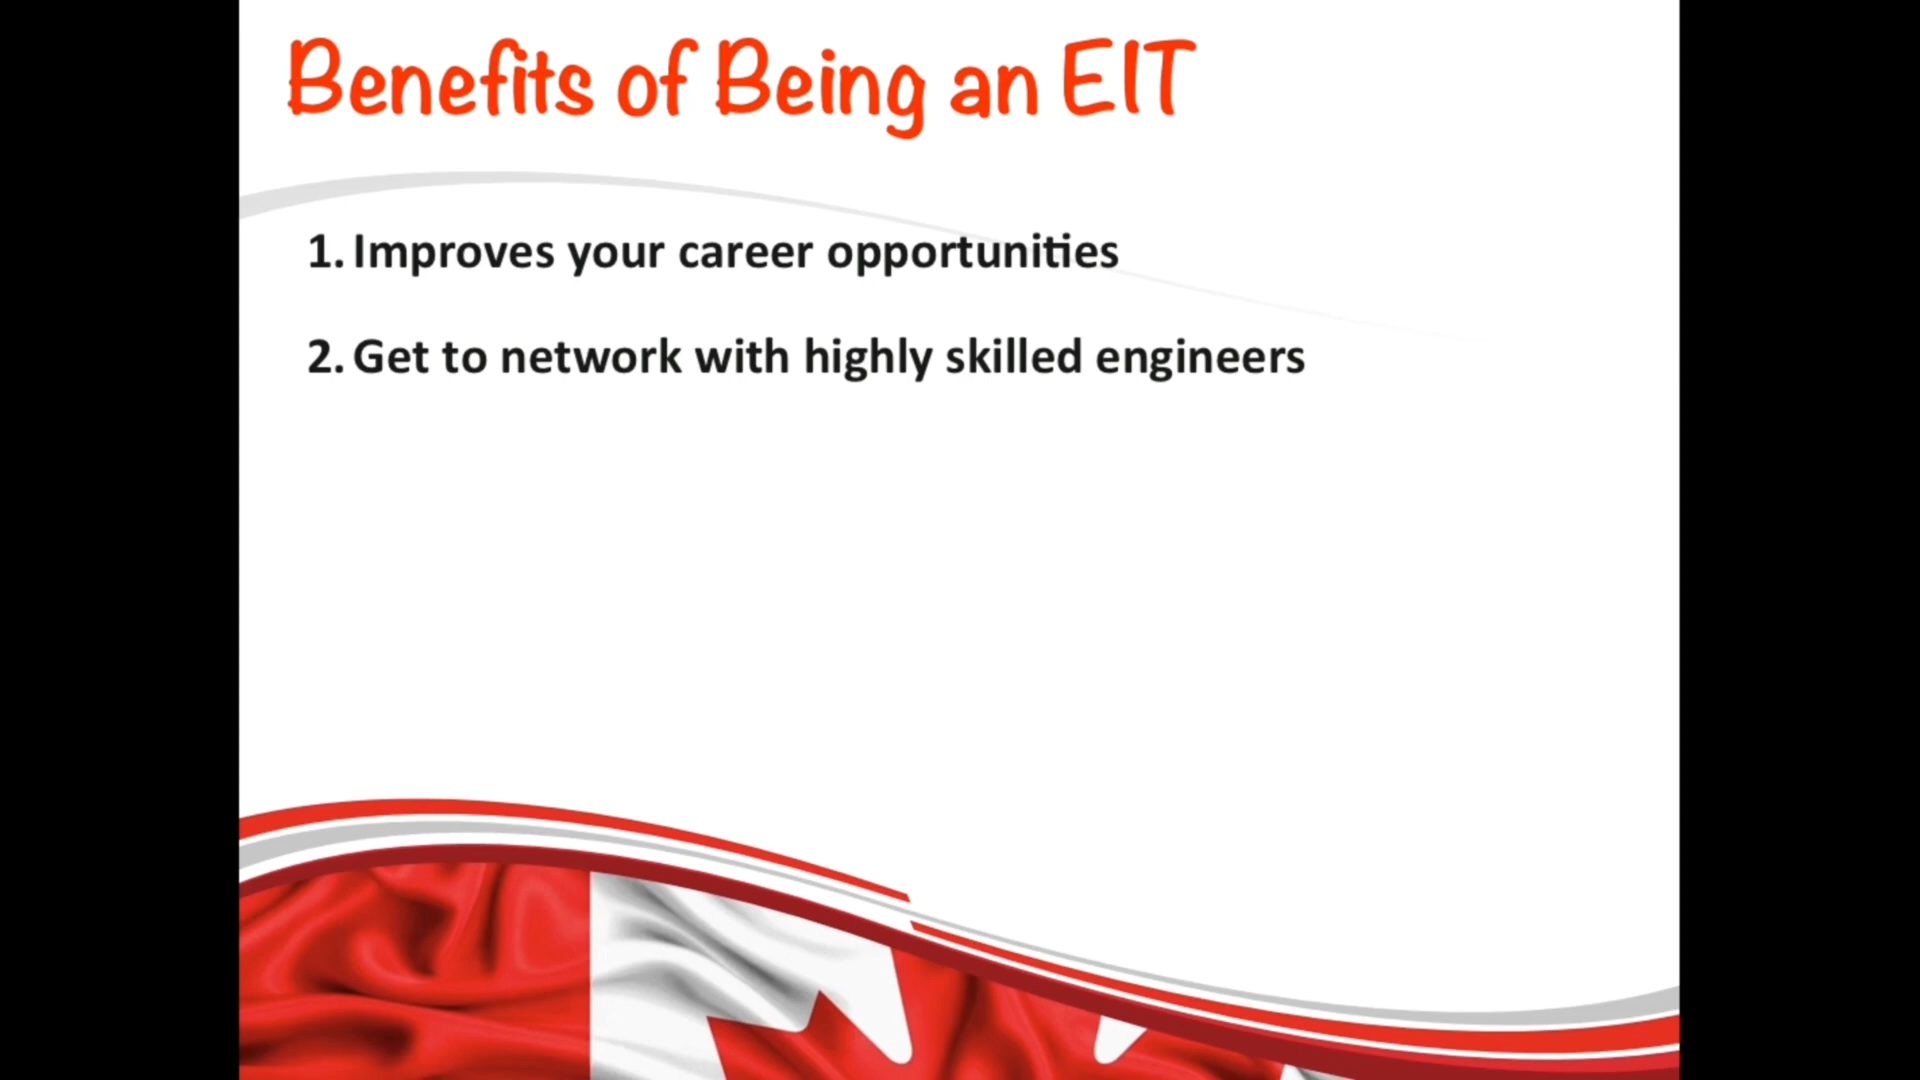 Benefits of Being an EIT
1. Improves your career opportunities
2. Get to network with highly skilled engineers